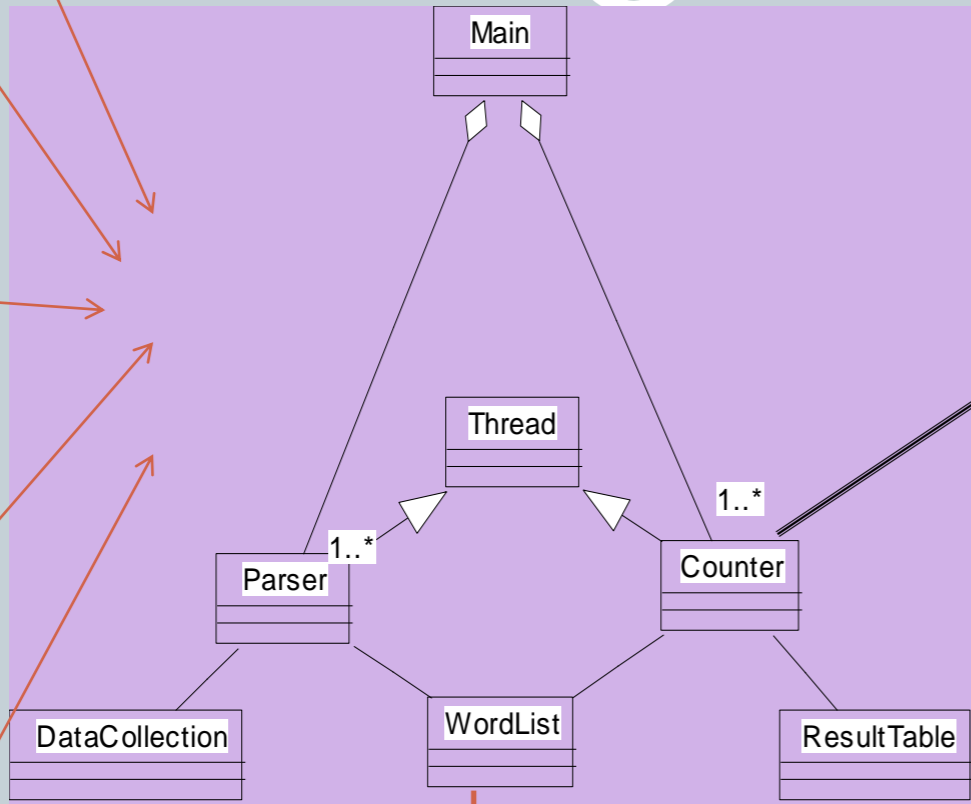 Main
Thread
1..*
1..*
Parser
Counter
DataCollection
WordList
ResultTable